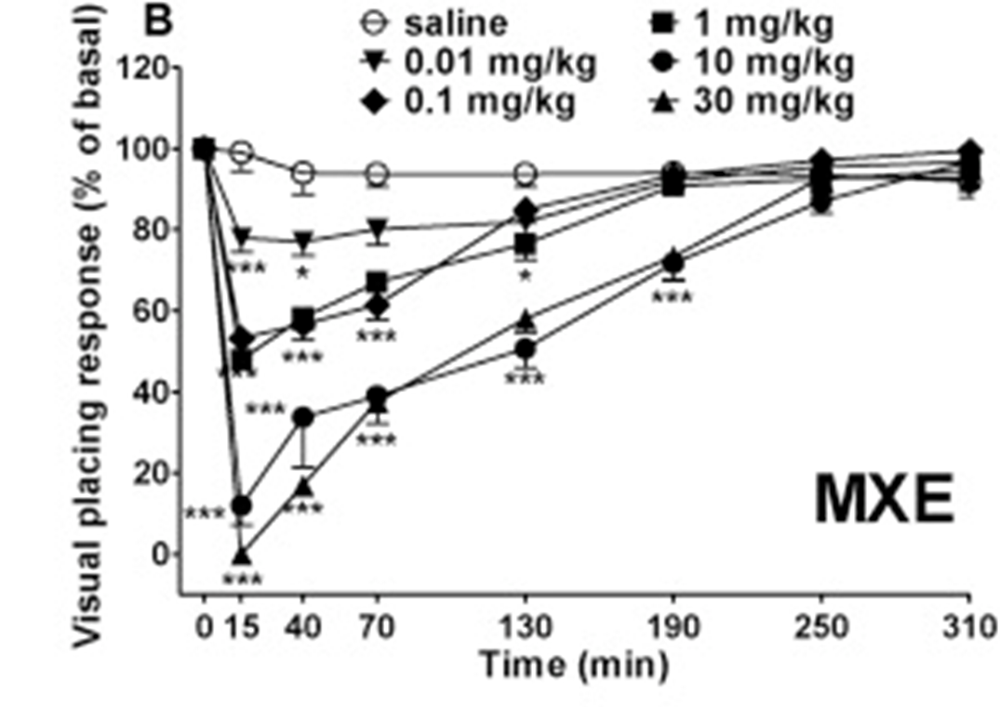 B
saline
0.01 mg/kg
0.1 mg/kg
1 mg/kg
10 mg/kg
30 mg/kg
Visual placing response (% of basal)
120
100
80
60
40
20
0
***
*
***
***
***
*
***
***
***
***
***
***
***
MXE
0 15 40 70 130 190 250 310
Time (min)